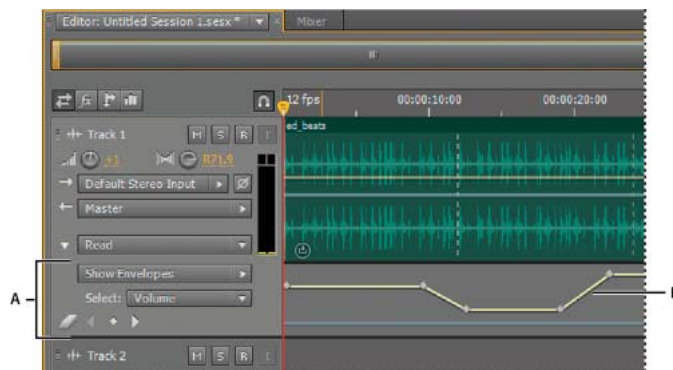 Editor: Untitled Session 1.sesx *
Mixer
fx
12 fps
00:00:10:00
00:00:20:00
Track 1
M S R I
ed_beats
+1
R71.9
Default Stereo Input
Master
Read
A
Show Envelopes
Select: Volume
Track 2
M S R I